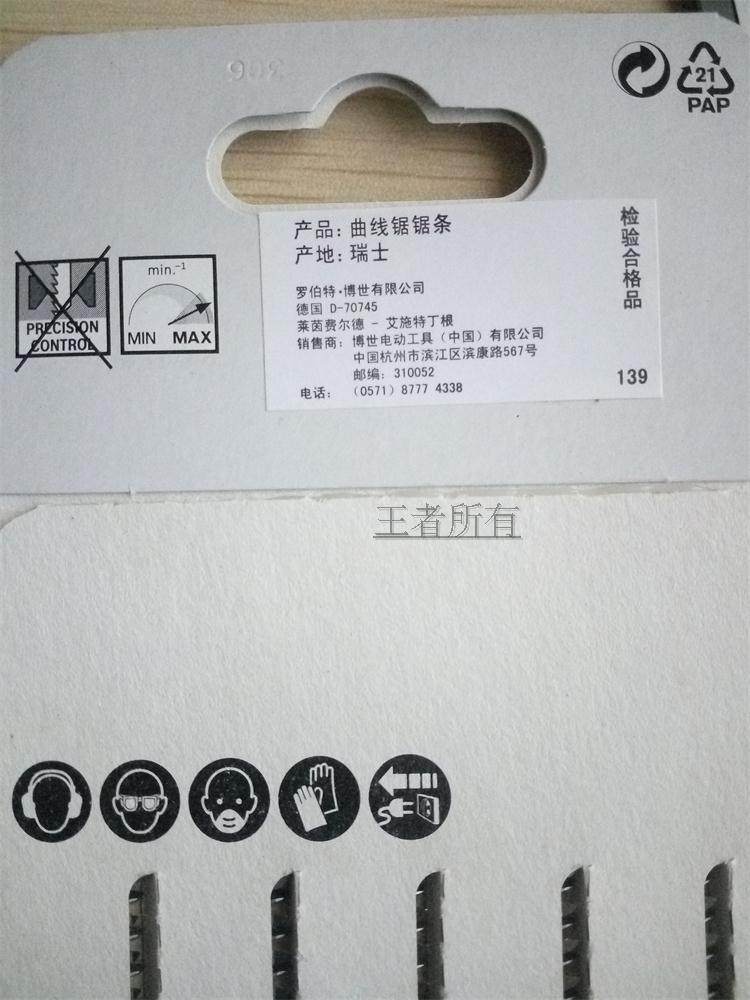 306
21
PAP
产品: 曲线锯锯条
产地: 瑞士
检验合格品
罗伯特·博世有限公司
德国 D-70745
莱茵费尔德 - 艾施特丁根
销售商: 博世电动工具（中国）有限公司
中国杭州市滨江区滨康路567号
邮编: 310052
电话: （0571）8777 4338
139
PRECISION
CONTROL
min.-1
MIN MAX
王者所有